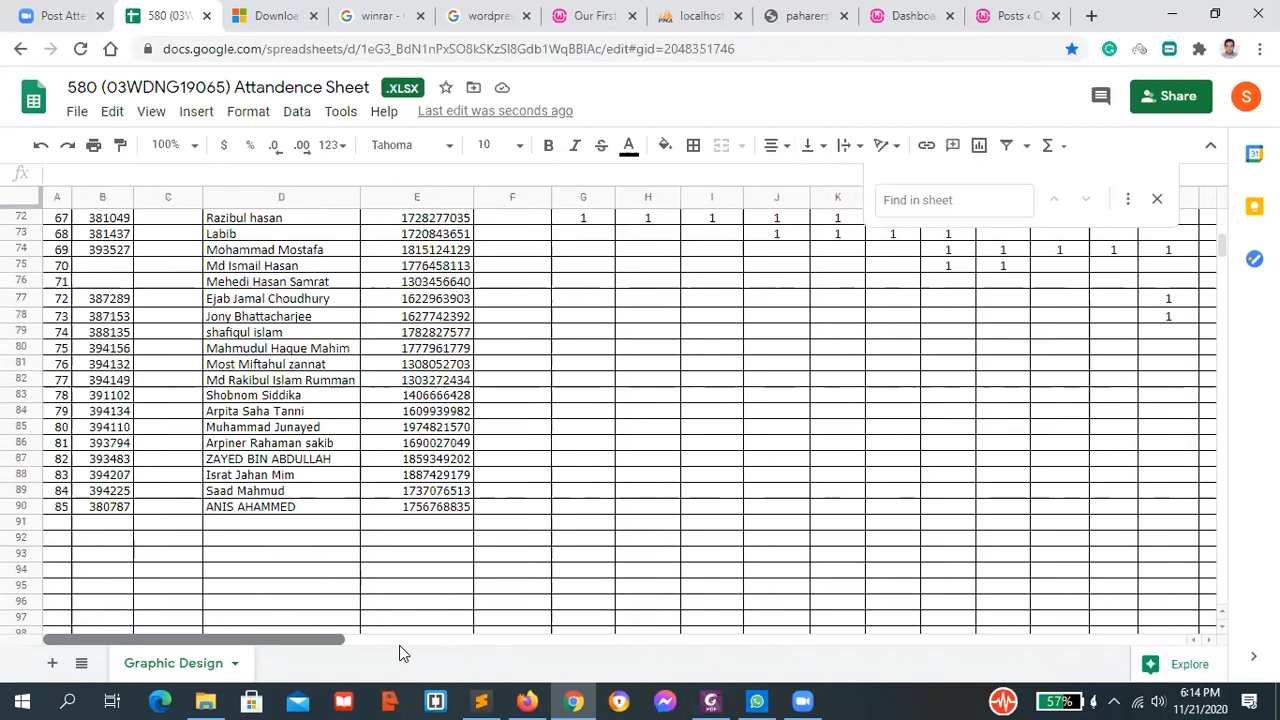 Post Atte
580 (03W
Downloa
winrar -
wordpre
Our First
localhost
paharers
Dashboa
Posts ‹ O
docs.google.com/spreadsheets/d/1eG3_BdN1nPxSO8kSKzSI8Gdb1WqBBIAc/edit#gid=2048351746
580 (03WDNG19065) Attandence Sheet .XLSX
Share
S
File Edit View Insert Format Data Tools Help Last edit was seconds ago
100% $ % .0 .00 123 Tahoma 10 B I S A
fx
Find in sheet
A B C D E F G H I J K
72 67 381049 Razibul hasan 1728277035 1 1 1 1 1
73 68 381437 Labib 1720843651 1 1 1 1
74 69 393527 Mohammad Mostafa 1815124129 1 1 1 1 1
75 70 Md Ismail Hasan 1776458113 1 1
76 71 Mehedi Hasan Samrat 1303456640
77 72 387289 Ejab Jamal Choudhury 1622963903 1
78 73 387153 Jony Bhattacharjee 1627742392 1
79 74 388135 shafiqul islam 1782827577
80 75 394156 Mahmudul Haque Mahim 1777961779
81 76 394132 Most Miftahul zannat 1308052703
82 77 394149 Md Rakibul Islam Rumman 1303272434
83 78 391102 Shobnom Siddika 1406666428
84 79 394134 Arpita Saha Tanni 1609939982
85 80 394110 Muhammad Junayed 1974821570
86 81 393794 Arpiner Rahaman sakib 1690027049
87 82 393483 ZAYED BIN ABDULLAH 1859349202
88 83 394207 Israt Jahan Mim 1887429179
89 84 394225 Saad Mahmud 1737076513
90 85 380787 ANIS AHAMMED 1756768835
91
92
93
94
95
96
97
98
Graphic Design
Explore
57%
6:14 PM
11/21/2020